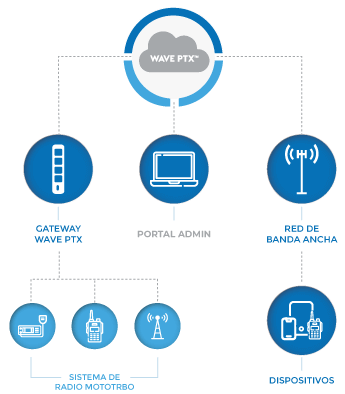 WAVE PTX™
GATEWAY
WAVE PTX
PORTAL ADMIN
RED DE
BANDA ANCHA
SISTEMA DE
RADIO MOTOTRBO
DISPOSITIVOS